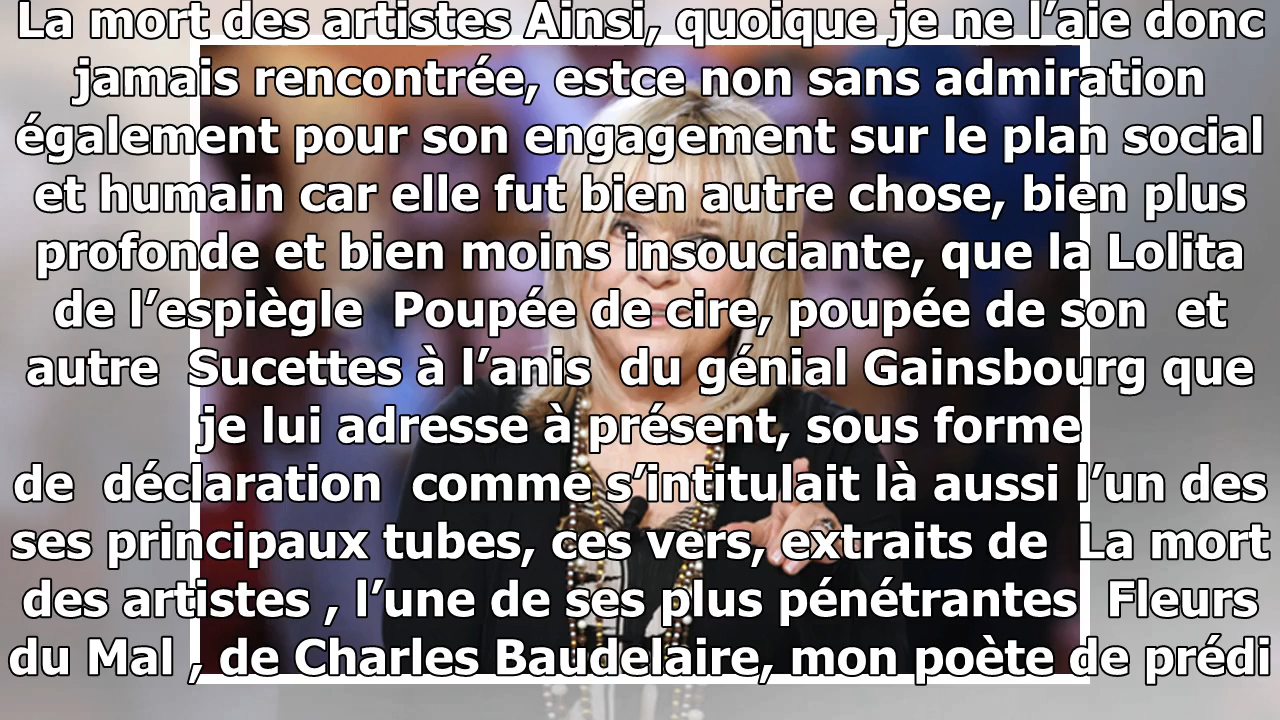 La mort des artistes Ainsi, quoique je ne l’aie donc
jamais rencontrée, estce non sans admiration
également pour son engagement sur le plan social
et humain car elle fut bien autre chose, bien plus
profonde et bien moins insouciante, que la Lolita
de l’espiègle  Poupée de cire, poupée de son  et
autre  Sucettes à l’anis  du génial Gainsbourg que
je lui adresse à présent, sous forme
de  déclaration  comme s’intitulait là aussi l’un des
ses principaux tubes, ces vers, extraits de  La mort
des artistes , l’une de ses plus pénétrantes  Fleurs
du Mal , de Charles Baudelaire, mon poète de prédi